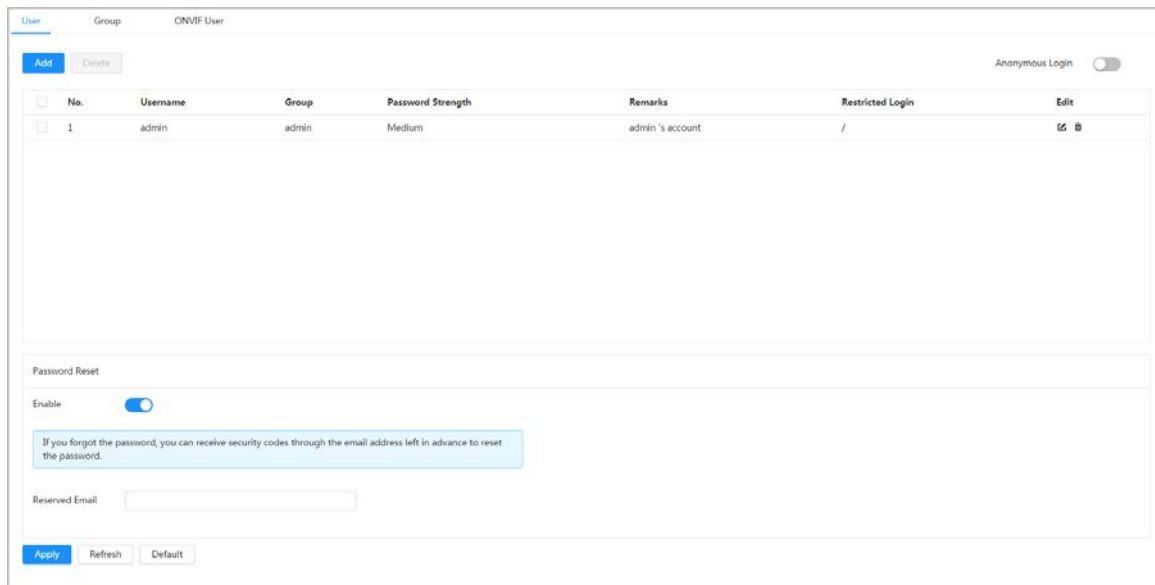 User Group ONVIF User
Add Delete Anonymous Login
No. Username Group Password Strength Remarks Restricted Login Edit
1 admin admin Medium admin 's account /
Password Reset
Enable
If you forgot the password, you can receive security codes through the email address left in advance to reset
the password.
Reserved Email
Apply Refresh Default